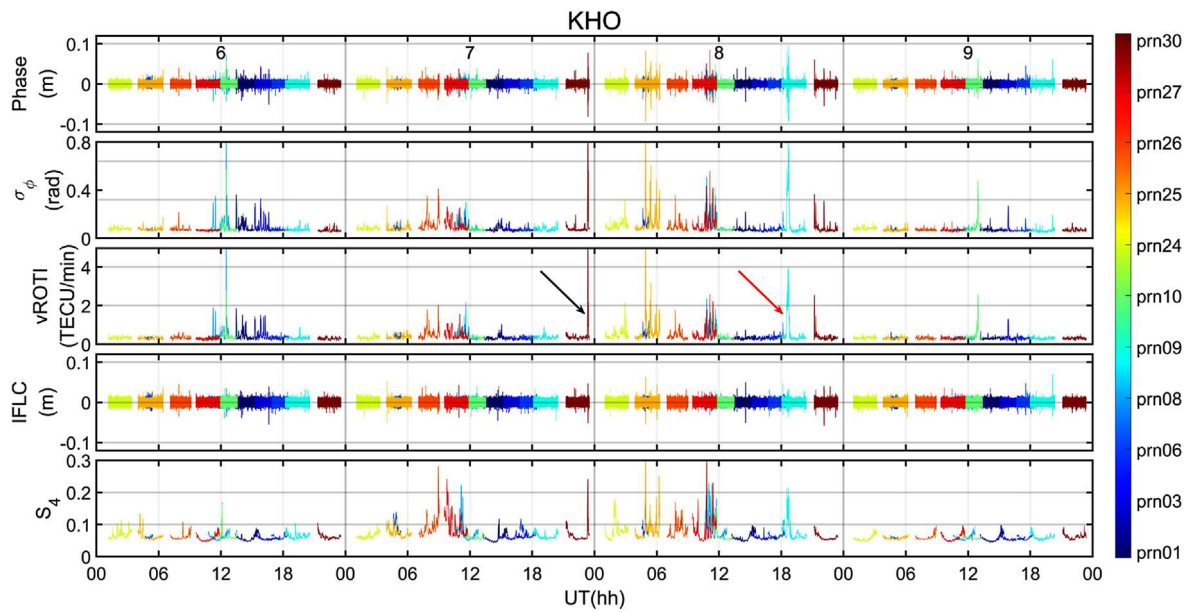 KHO
6 7 8 9
Phase
(m)
0.1
0
-0.1
σϕ
(rad)
0.8
0.4
0
vROTI
(TECU/min)
4
2
0
IFLC
(m)
0.1
0
-0.1
S4
0.3
0.2
0.1
0
00 06 12 18 00 06 12 18 00 06 12 18 00 06 12 18 00
UT(hh)
prn30
prn27
prn26
prn25
prn24
prn10
prn09
prn08
prn06
prn03
prn01